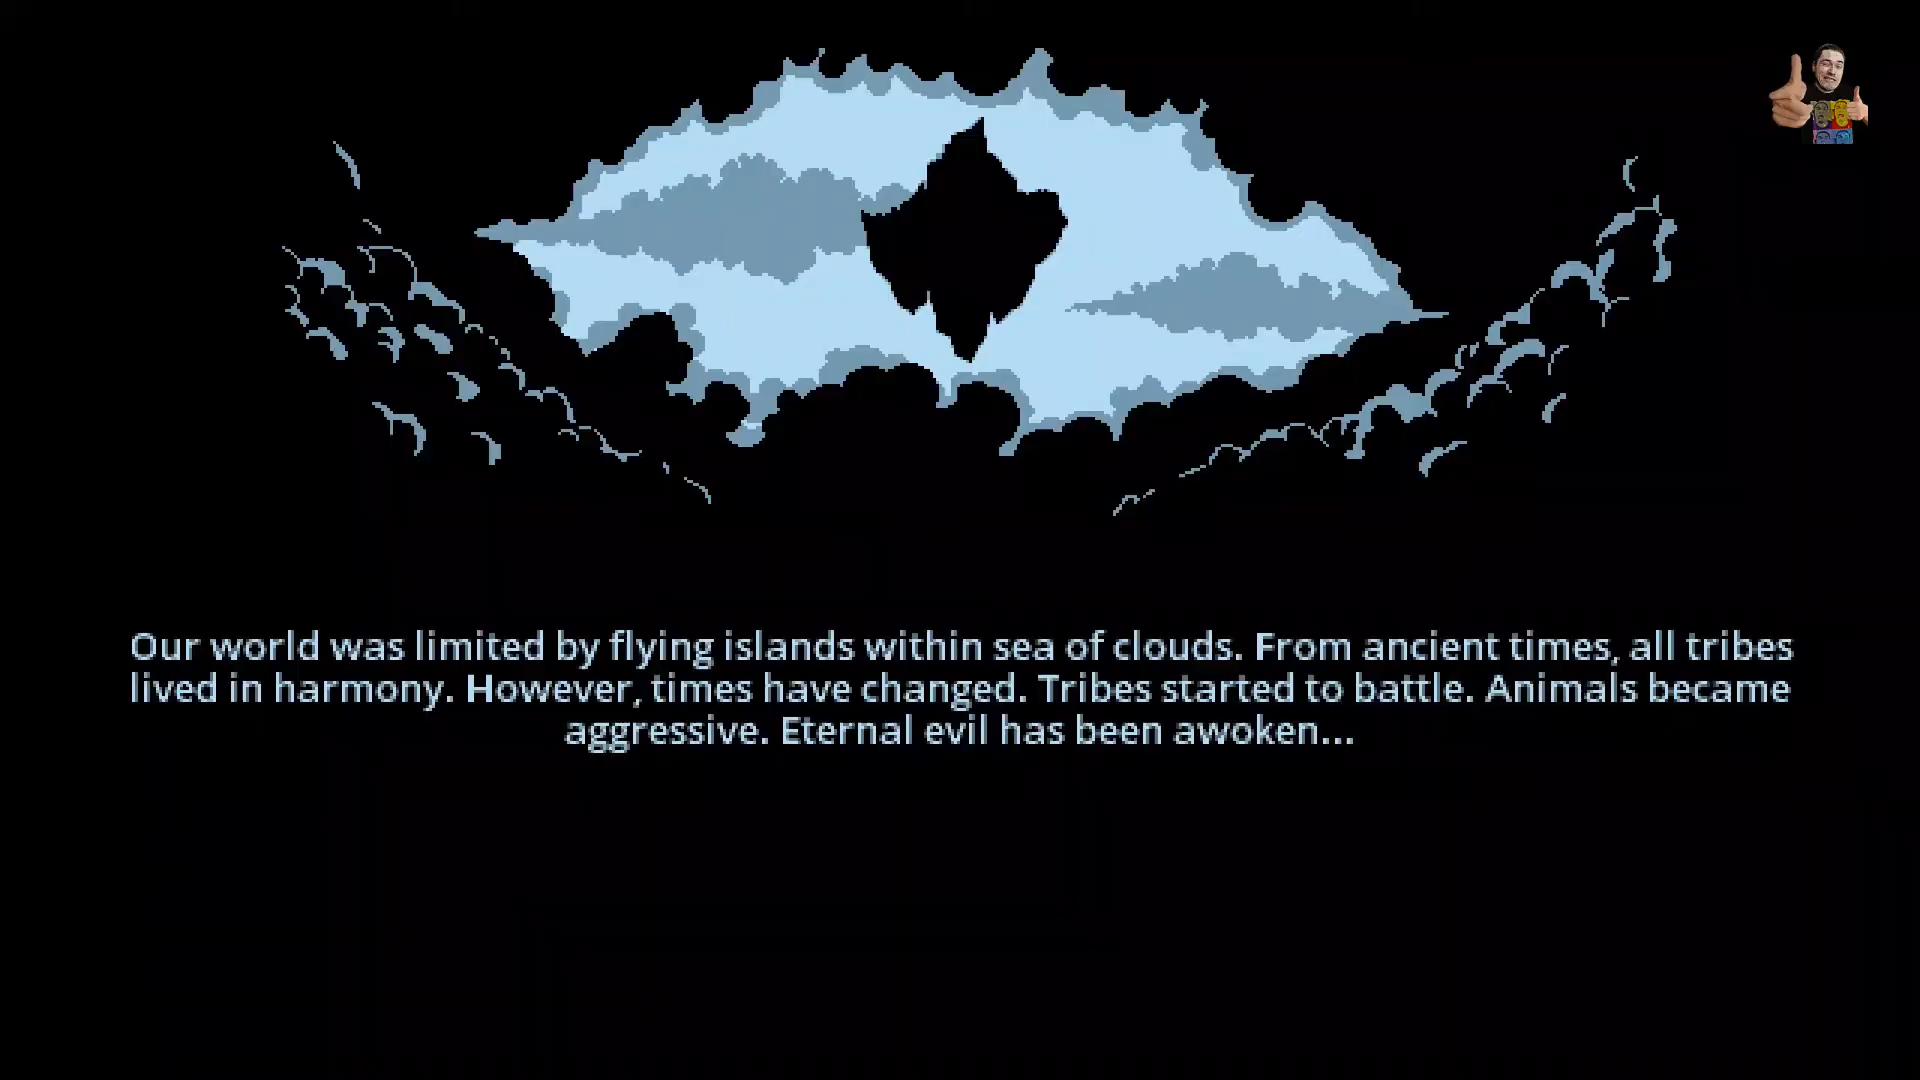 Our world was limited by flying islands within sea of clouds. From ancient times, all tribes
lived in harmony. However, times have changed. Tribes started to battle. Animals became
aggressive. Eternal evil has been awoken...